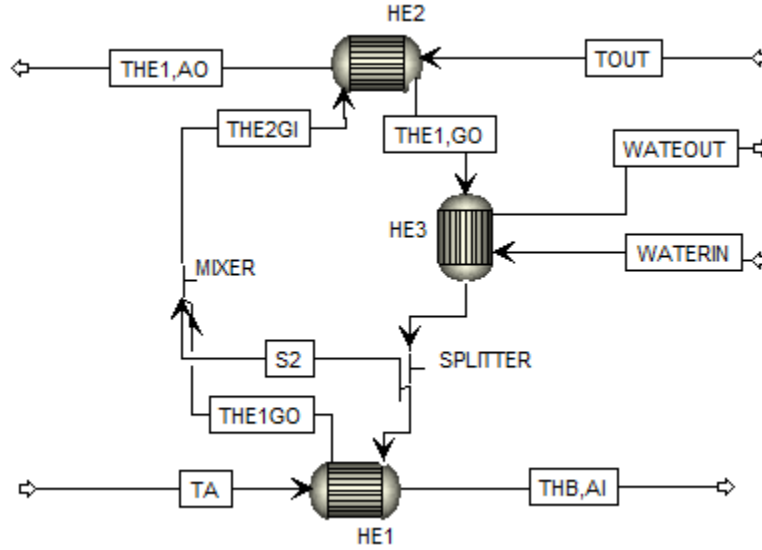 HE2
THE1,AO
TOUT
THE2GI
THE1,GO
WATEOUT
HE3
WATERIN
MIXER
S2
SPLITTER
THE1GO
TA
THB,AI
HE1